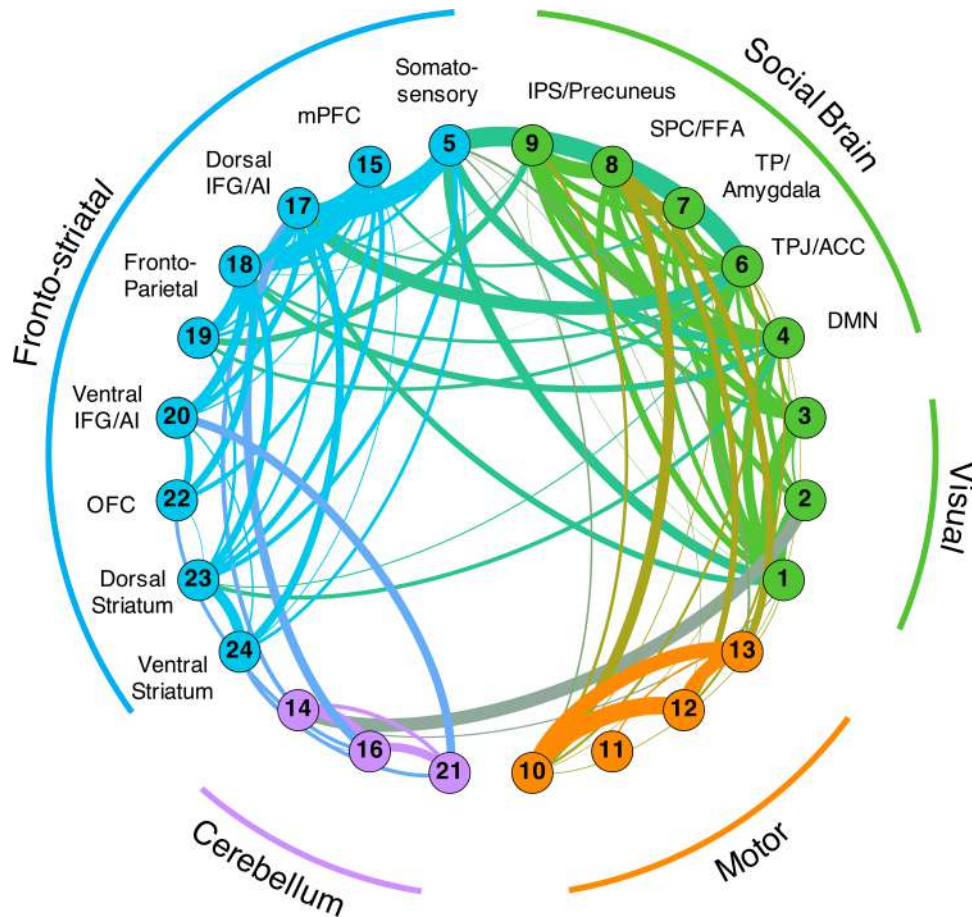 Social Brain
Somato-
sensory
IPS/Precuneus
mPFC
SPC/FFA
Dorsal
IFG/AI
TP/
Amygdala
5
9
15
8
17
7
TPJ/ACC
Fronto-striatal
Fronto-
Parietal
18
6
DMN
19
4
Ventral
IFG/AI
20
3
Visual
OFC
22
2
Dorsal
Striatum
23
1
Ventral
Striatum
24
13
14
12
16
11
21
10
Cerebellum
Motor